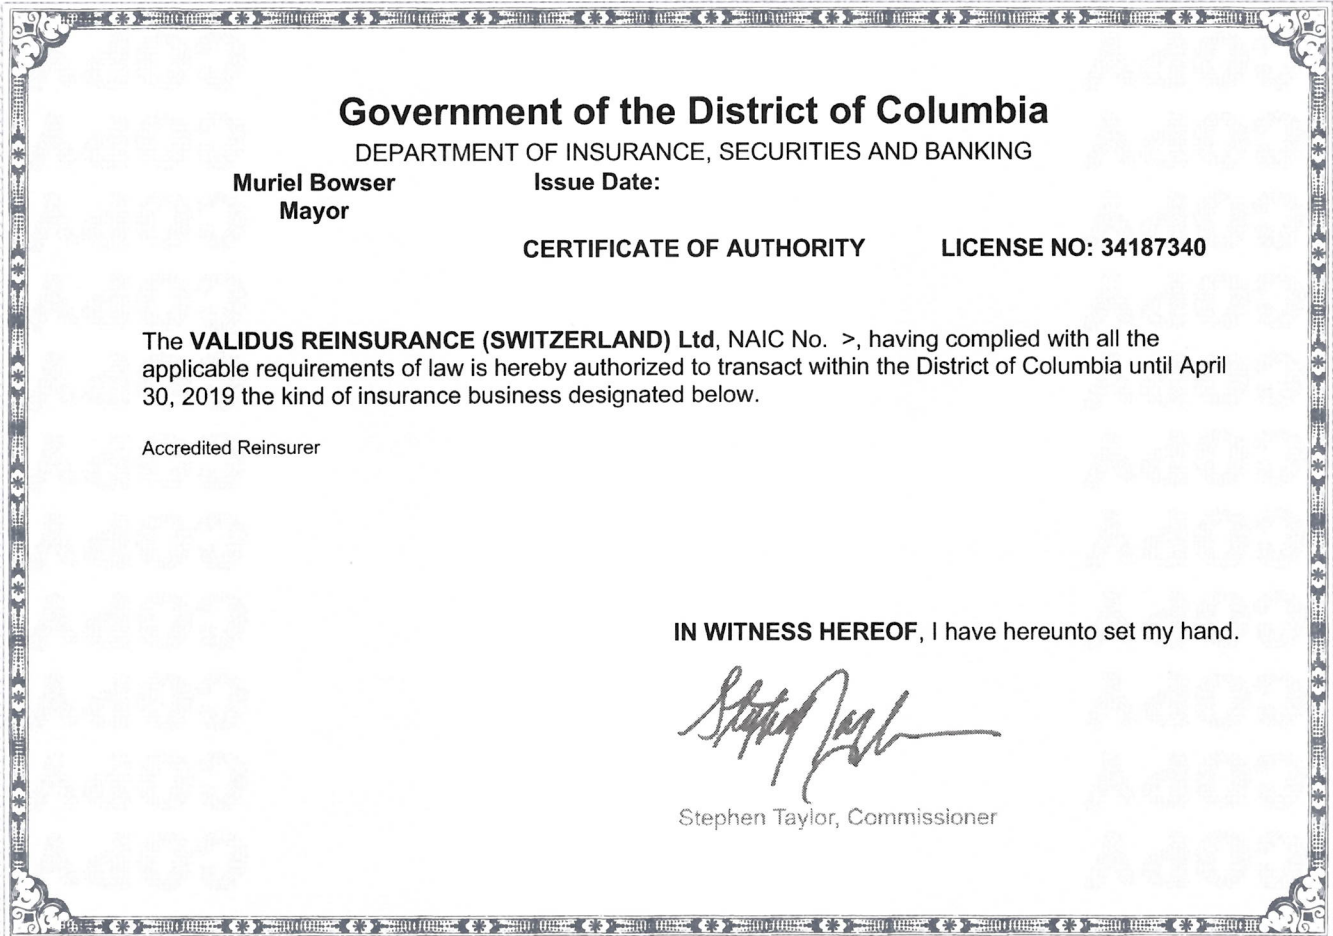 Government of the District of Columbia
DEPARTMENT OF INSURANCE, SECURITIES AND BANKING
Muriel Bowser Issue Date:
Mayor
CERTIFICATE OF AUTHORITY LICENSE NO: 34187340
The VALIDUS REINSURANCE (SWITZERLAND) Ltd, NAIC No. >, having complied with all the
applicable requirements of law is hereby authorized to transact within the District of Columbia until April
30, 2019 the kind of insurance business designated below.
Accredited Reinsurer
IN WITNESS HEREOF, I have hereunto set my hand.
Stephen Taylor
Stephen Taylor, Commissioner